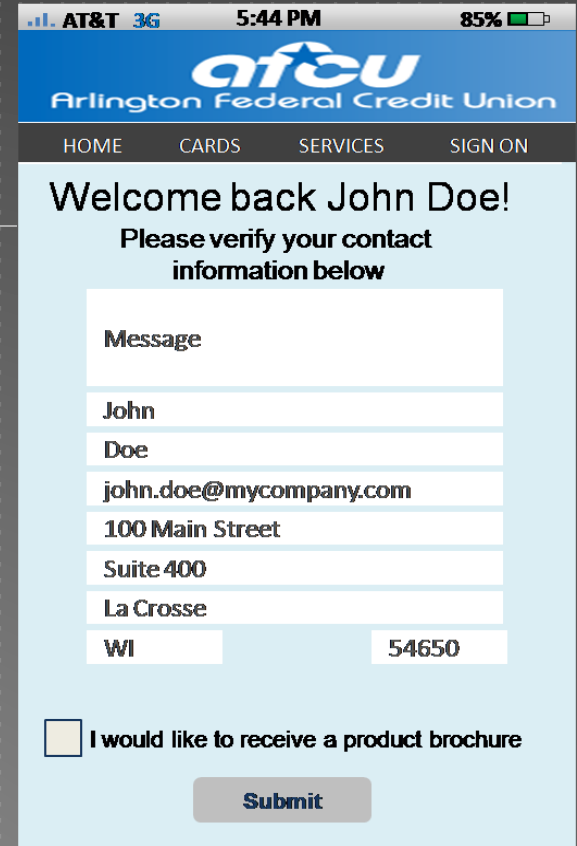 AT&T 3G 5:44 PM 85%
afcu
Arlington Federal Credit Union
HOME CARDS SERVICES SIGN ON
Welcome back John Doe!
Please verify your contact
information below
Message
John
Doe
john.doe@mycompany.com
100 Main Street
Suite 400
La Crosse
WI 54650
I would like to receive a product brochure
Submit